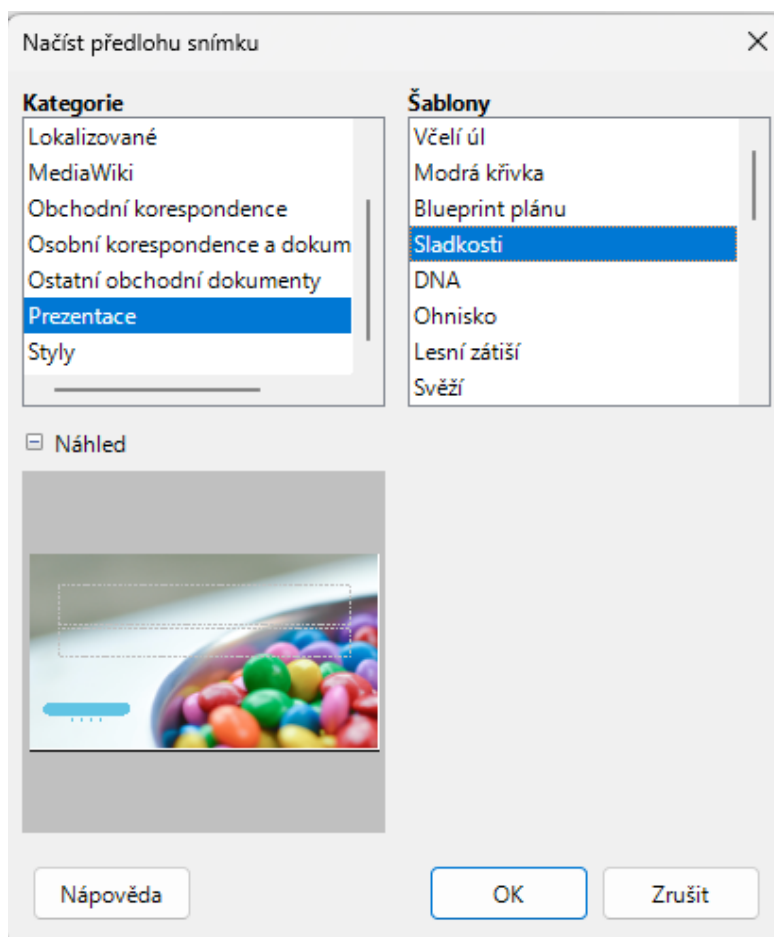 Načíst předlohu snímku
Kategorie
Lokalizované
MediaWiki
Obchodní korespondence
Osobní korespondence a dokum
Ostatní obchodní dokumenty
Prezentace
Styly
Šablony
Včelí úl
Modrá křivka
Blueprint plánu
Sladkosti
DNA
Ohnisko
Lesní zátiší
Svěží
Náhled
Nápověda
OK
Zrušit